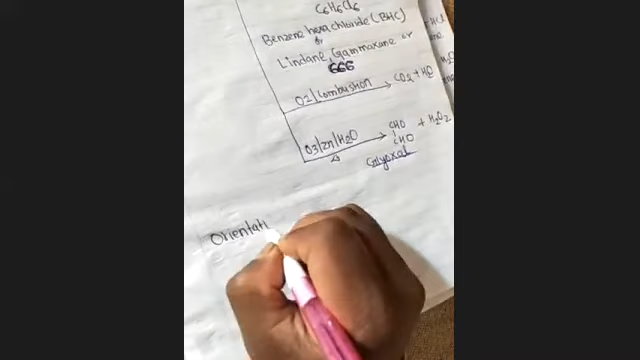 C6H6Cl6
Benzene hexachloride (BHC)
or
Lindane, Gammaxane or
666
O2/Combustion → CO2 + H2O
O3/Zn/H2O → CHO
CHO + H2O2
△
Glyoxal
Orientati